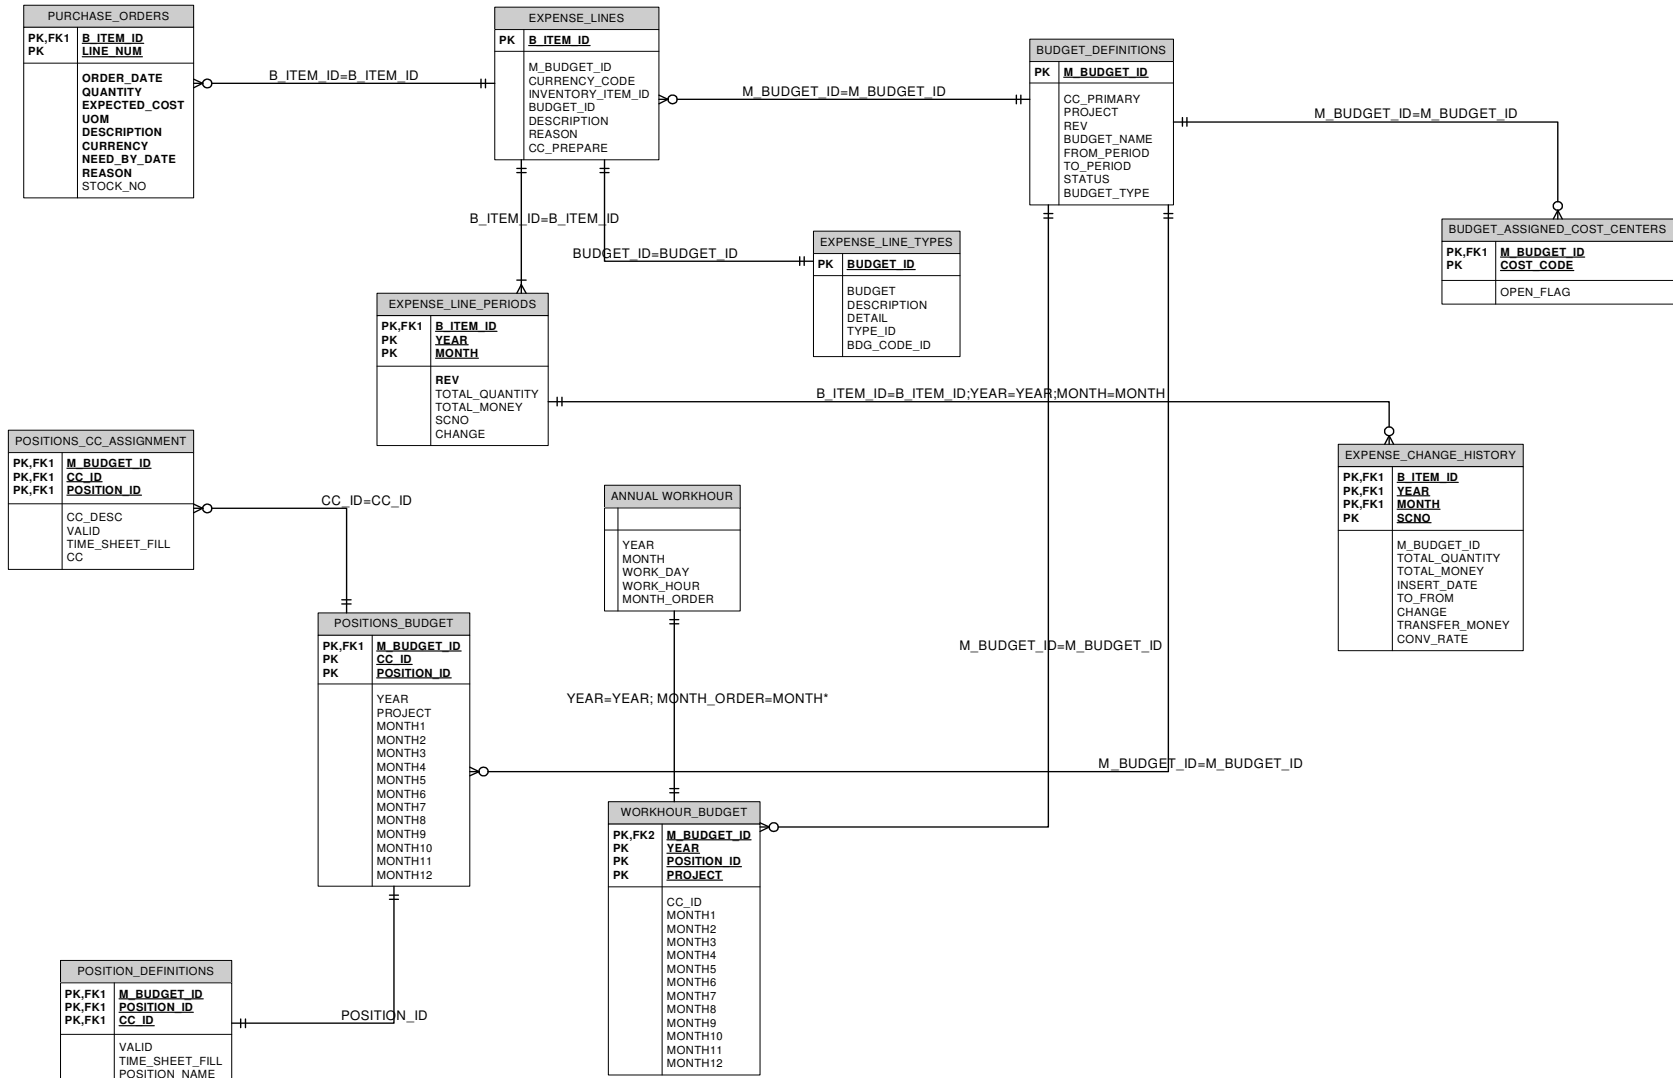 PURCHASE_ORDERS
PK,FK1 B_ITEM_ID
PK LINE_NUM
ORDER_DATE
QUANTITY
EXPECTED_COST
UOM
DESCRIPTION
CURRENCY
NEED_BY_DATE
REASON
STOCK_NO
B_ITEM_ID=B_ITEM_ID
EXPENSE_LINES
PK B_ITEM_ID
M_BUDGET_ID
CURRENCY_CODE
INVENTORY_ITEM_ID
BUDGET_ID
DESCRIPTION
REASON
CC_PREPARE
M_BUDGET_ID=M_BUDGET_ID
BUDGET_DEFINITIONS
PK M_BUDGET_ID
CC_PRIMARY
PROJECT
REV
BUDGET_NAME
FROM_PERIOD
TO_PERIOD
STATUS
BUDGET_TYPE
M_BUDGET_ID=M_BUDGET_ID
BUDGET_ASSIGNED_COST_CENTERS
PK,FK1 M_BUDGET_ID
PK COST_CODE
OPEN_FLAG
B_ITEM_ID=B_ITEM_ID
BUDGET_ID=BUDGET_ID
EXPENSE_LINE_TYPES
PK BUDGET_ID
BUDGET
DESCRIPTION
DETAIL
TYPE_ID
BDG_CODE_ID
EXPENSE_LINE_PERIODS
PK,FK1 B_ITEM_ID
PK YEAR
PK MONTH
REV
TOTAL_QUANTITY
TOTAL_MONEY
SCNO
CHANGE
B_ITEM_ID=B_ITEM_ID;YEAR=YEAR;MONTH=MONTH
EXPENSE_CHANGE_HISTORY
PK,FK1 B_ITEM_ID
PK,FK1 YEAR
PK,FK1 MONTH
PK SCNO
M_BUDGET_ID
TOTAL_QUANTITY
TOTAL_MONEY
INSERT_DATE
TO_FROM
CHANGE
TRANSFER_MONEY
CONV_RATE
POSITIONS_CC_ASSIGNMENT
PK,FK1 M_BUDGET_ID
PK,FK1 CC_ID
PK,FK1 POSITION_ID
CC_DESC
VALID
TIME_SHEET_FILL
CC
CC_ID=CC_ID
ANNUAL WORKHOUR
YEAR
MONTH
WORK_DAY
WORK_HOUR
MONTH_ORDER
POSITIONS_BUDGET
PK,FK1 M_BUDGET_ID
PK CC_ID
PK POSITION_ID
YEAR
PROJECT
MONTH1
MONTH2
MONTH3
MONTH4
MONTH5
MONTH6
MONTH7
MONTH8
MONTH9
MONTH10
MONTH11
MONTH12
M_BUDGET_ID=M_BUDGET_ID
YEAR=YEAR; MONTH_ORDER=MONTH*
M_BUDGET_ID=M_BUDGET_ID
WORKHOUR_BUDGET
PK,FK2 M_BUDGET_ID
PK YEAR
PK POSITION_ID
PK PROJECT
CC_ID
MONTH1
MONTH2
MONTH3
MONTH4
MONTH5
MONTH6
MONTH7
MONTH8
MONTH9
MONTH10
MONTH11
MONTH12
POSITION_DEFINITIONS
PK,FK1 M_BUDGET_ID
PK,FK1 POSITION_ID
PK,FK1 CC_ID
VALID
TIME_SHEET_FILL
POSITION_NAME
POSITION_ID